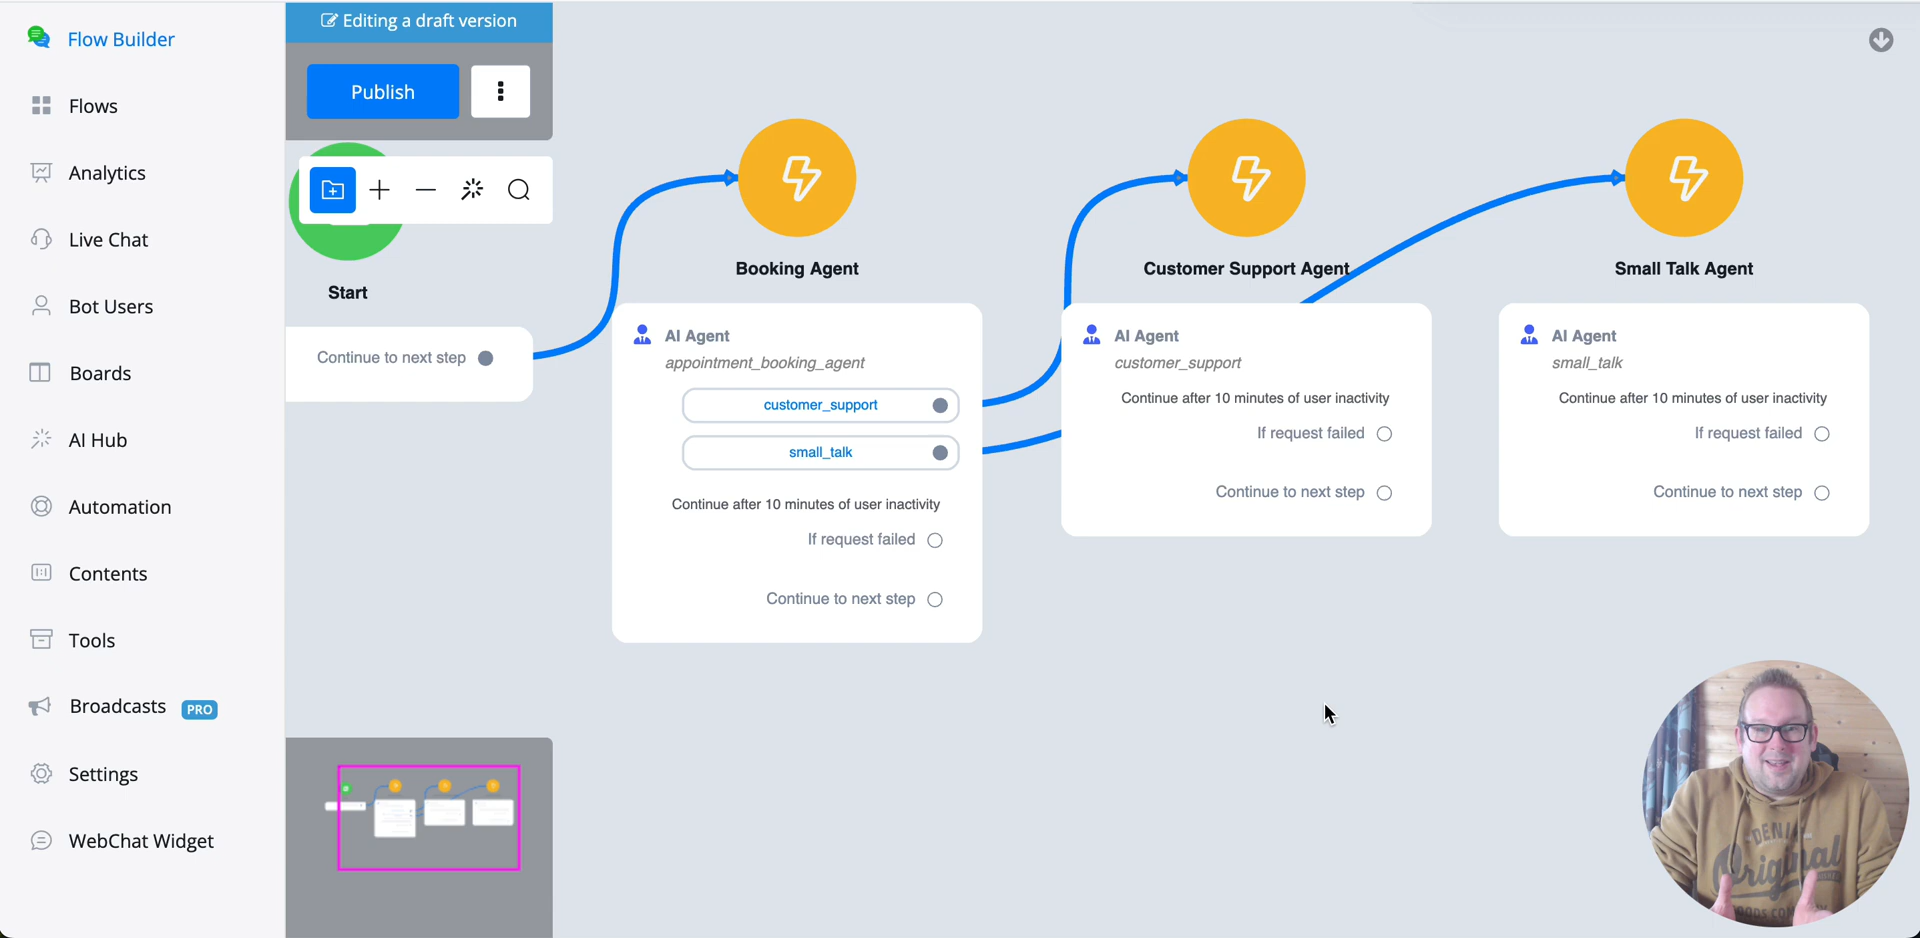 Flow Builder
Flows
Analytics
Live Chat
Bot Users
Boards
AI Hub
Automation
Contents
Tools
Broadcasts PRO
Settings
WebChat Widget
Editing a draft version
Publish
Start
Continue to next step
Booking Agent
AI Agent
appointment_booking_agent
customer_support
small_talk
Continue after 10 minutes of user inactivity
If request failed
Continue to next step
Customer Support Agent
AI Agent
customer_support
Continue after 10 minutes of user inactivity
If request failed
Continue to next step
Small Talk Agent
AI Agent
small_talk
Continue after 10 minutes of user inactivity
If request failed
Continue to next step
DENIM
Original